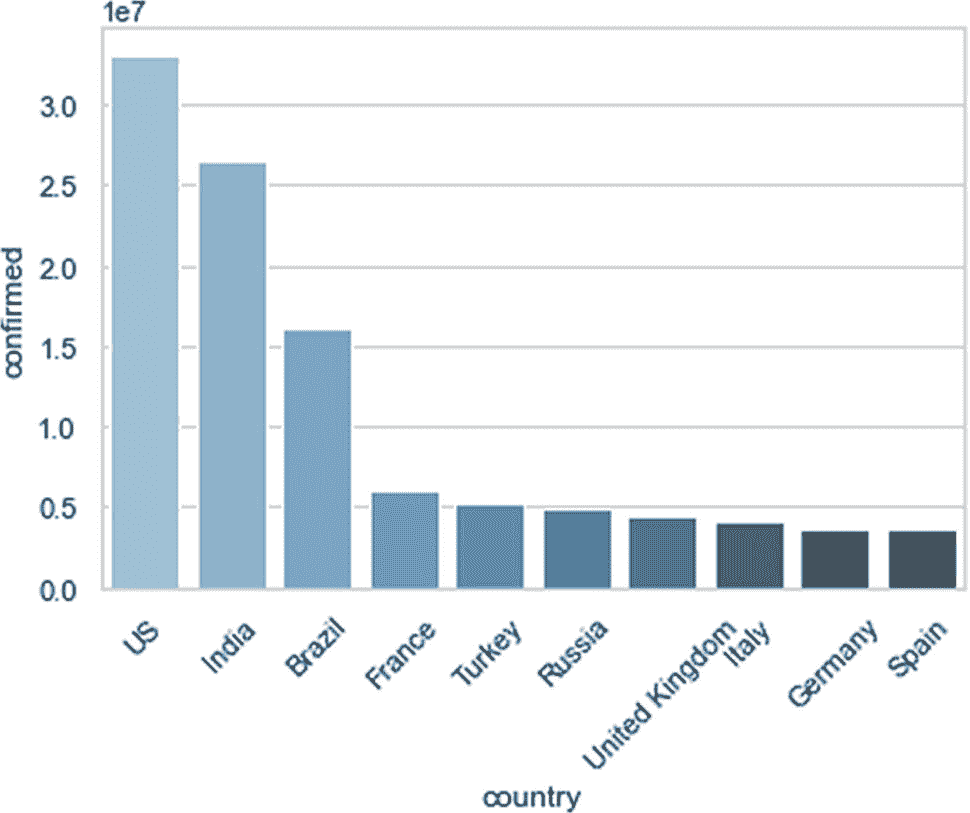 1e7
3.0
2.5
2.0
1.5
1.0
0.5
0.0
confirmed
US
India
Brazil
France
Turkey
Russia
United Kingdom
Italy
Germany
Spain
country